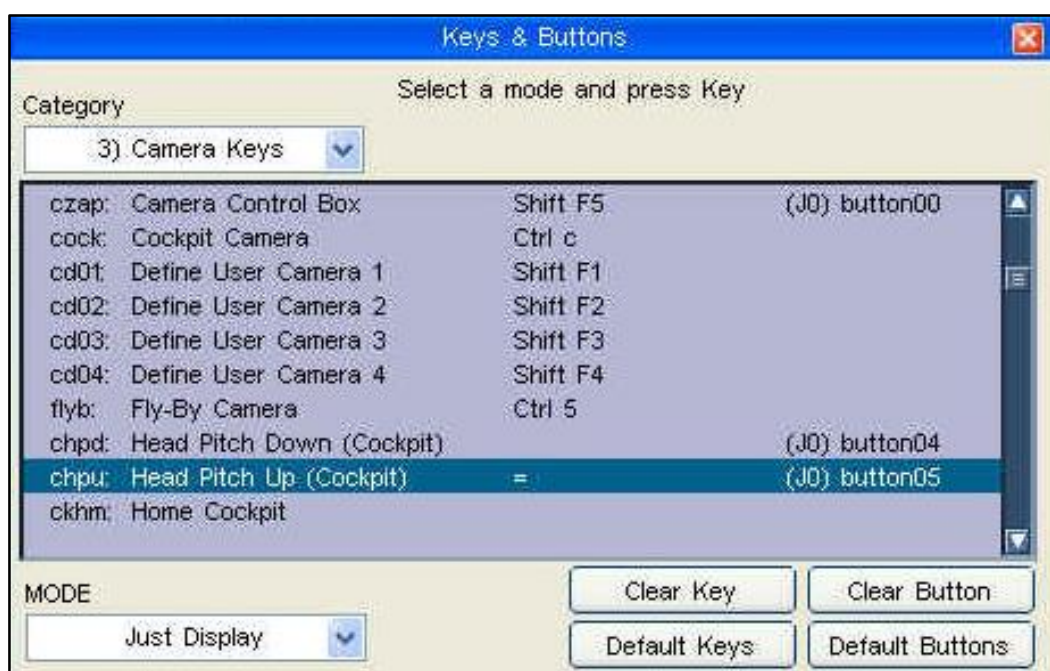 Keys & Buttons
Select a mode and press Key
Category
3) Camera Keys
czap: Camera Control Box Shift F5 (J0) button00
cock: Cockpit Camera Ctrl c
cd01: Define User Camera 1 Shift F1
cd02: Define User Camera 2 Shift F2
cd03: Define User Camera 3 Shift F3
cd04: Define User Camera 4 Shift F4
flyb: Fly-By Camera Ctrl 5
chpd: Head Pitch Down (Cockpit) (J0) button04
chpu: Head Pitch Up (Cockpit) = (J0) button05
ckhm: Home Cockpit
MODE
Just Display
Clear Key Clear Button
Default Keys Default Buttons